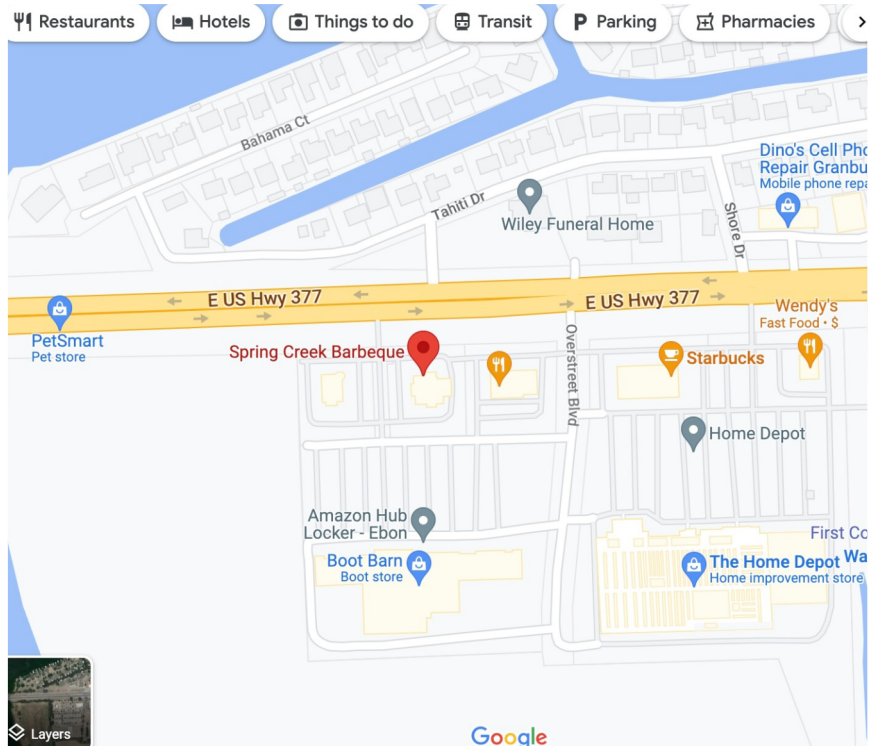 Restaurants
Hotels
Things to do
Transit
Parking
Pharmacies
Bahama Ct
Dino's Cell Pho
Repair Granbu
Mobile phone repa
Tahiti Dr
Wiley Funeral Home
Shore Dr
E US Hwy 377
E US Hwy 377
Wendy's
Fast Food • $
PetSmart
Pet store
Spring Creek Barbeque
Overstreet Blvd
Starbucks
Home Depot
Amazon Hub
Locker - Ebon
First Co
Boot Barn
Boot store
The Home Depot
Home improvement store
Wa
Layers
Google